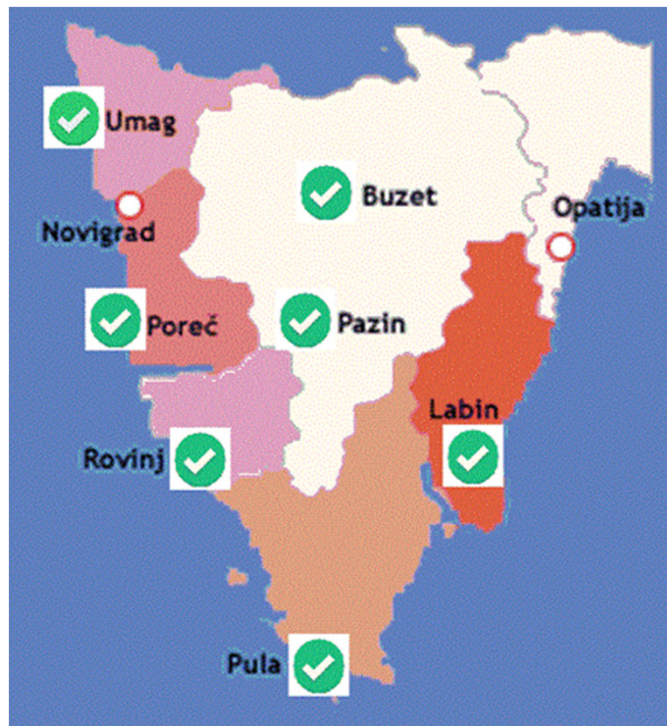 Umag
Buzet
Opatija
Novigrad
Poreč
Pazin
Labin
Rovinj
Pula